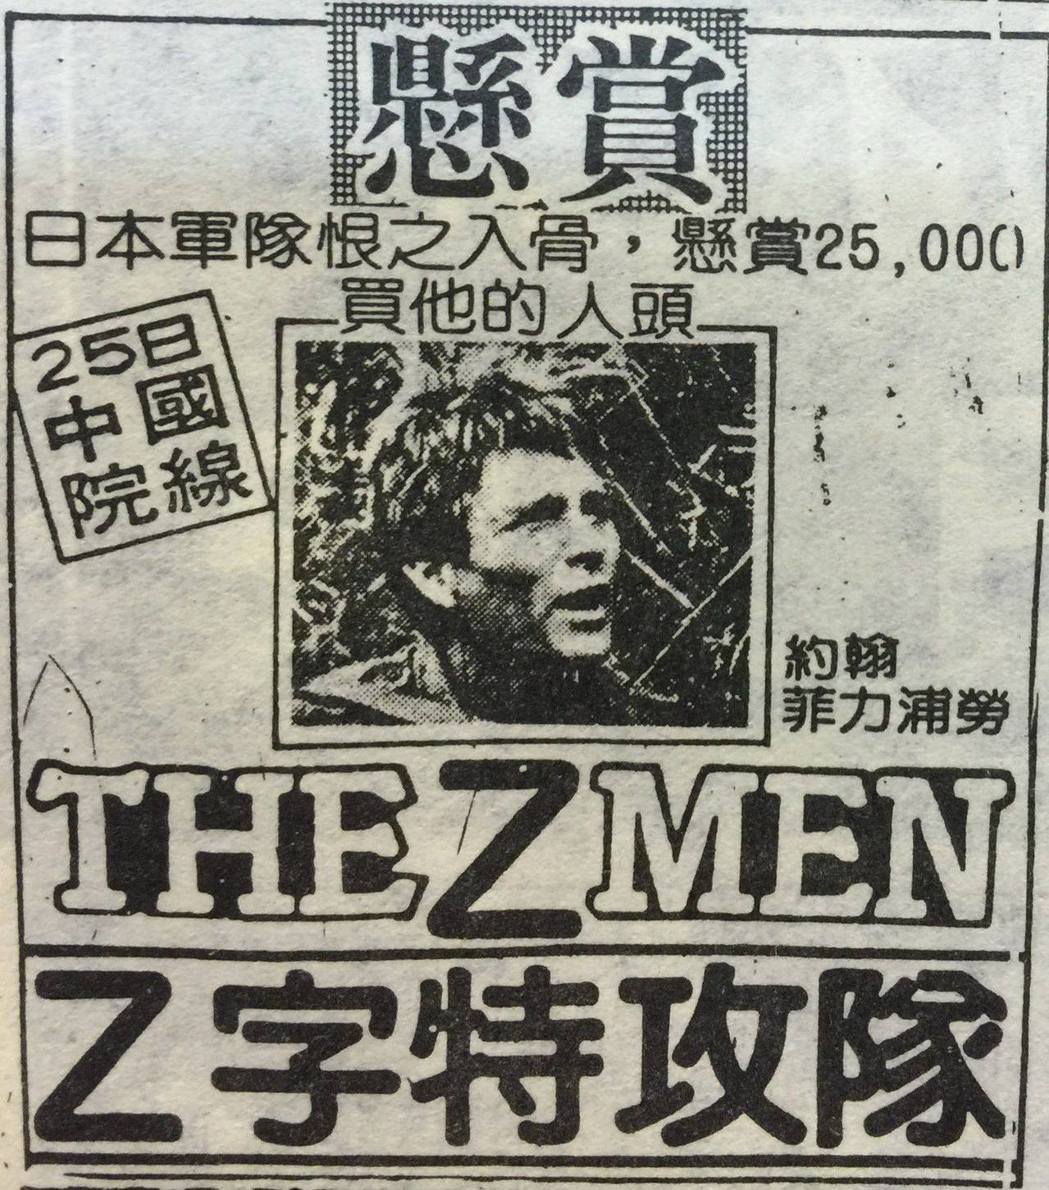 懸賞
日本軍隊恨之入骨，懸賞25,000
買他的人頭
25日
中國
院線
約翰
菲力浦勞
THE Z MEN
Z字特攻隊